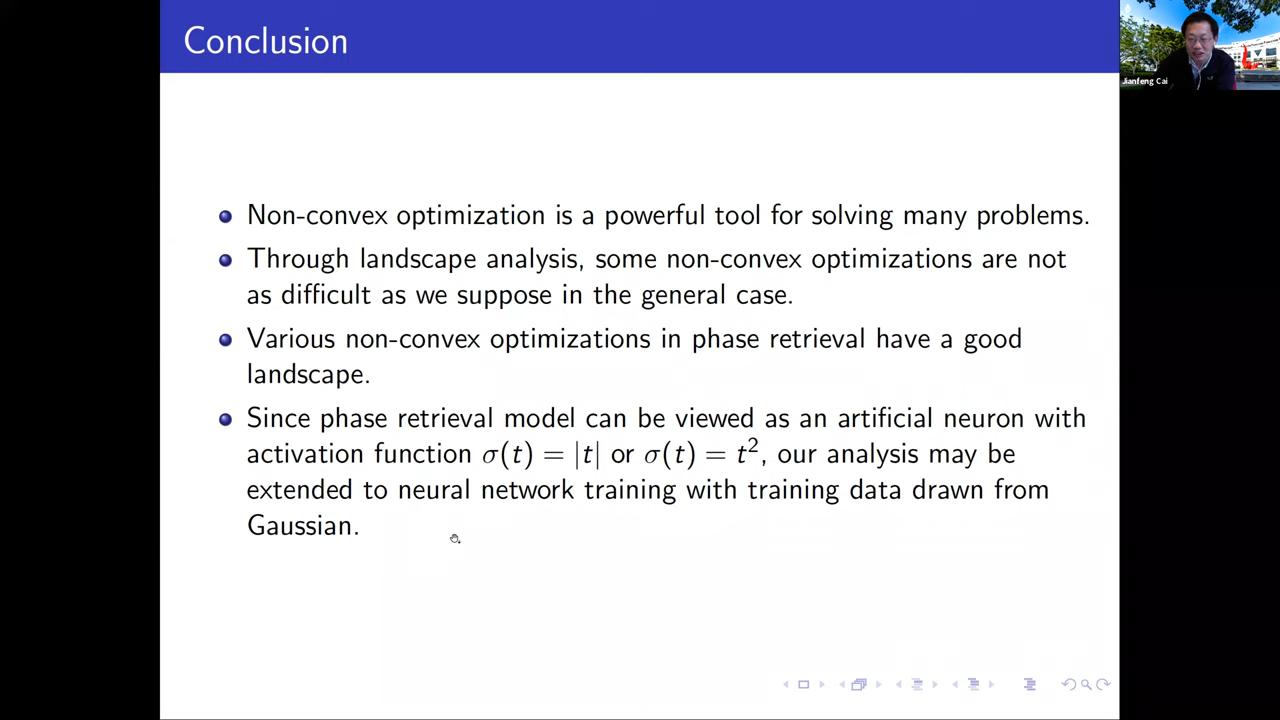 Conclusion
Jianfeng Cai
Non-convex optimization is a powerful tool for solving many problems.
Through landscape analysis, some non-convex optimizations are not
as difficult as we suppose in the general case.
Various non-convex optimizations in phase retrieval have a good
landscape.
Since phase retrieval model can be viewed as an artificial neuron with
activation function σ(t) = |t| or σ(t) = t², our analysis may be
extended to neural network training with training data drawn from
Gaussian.